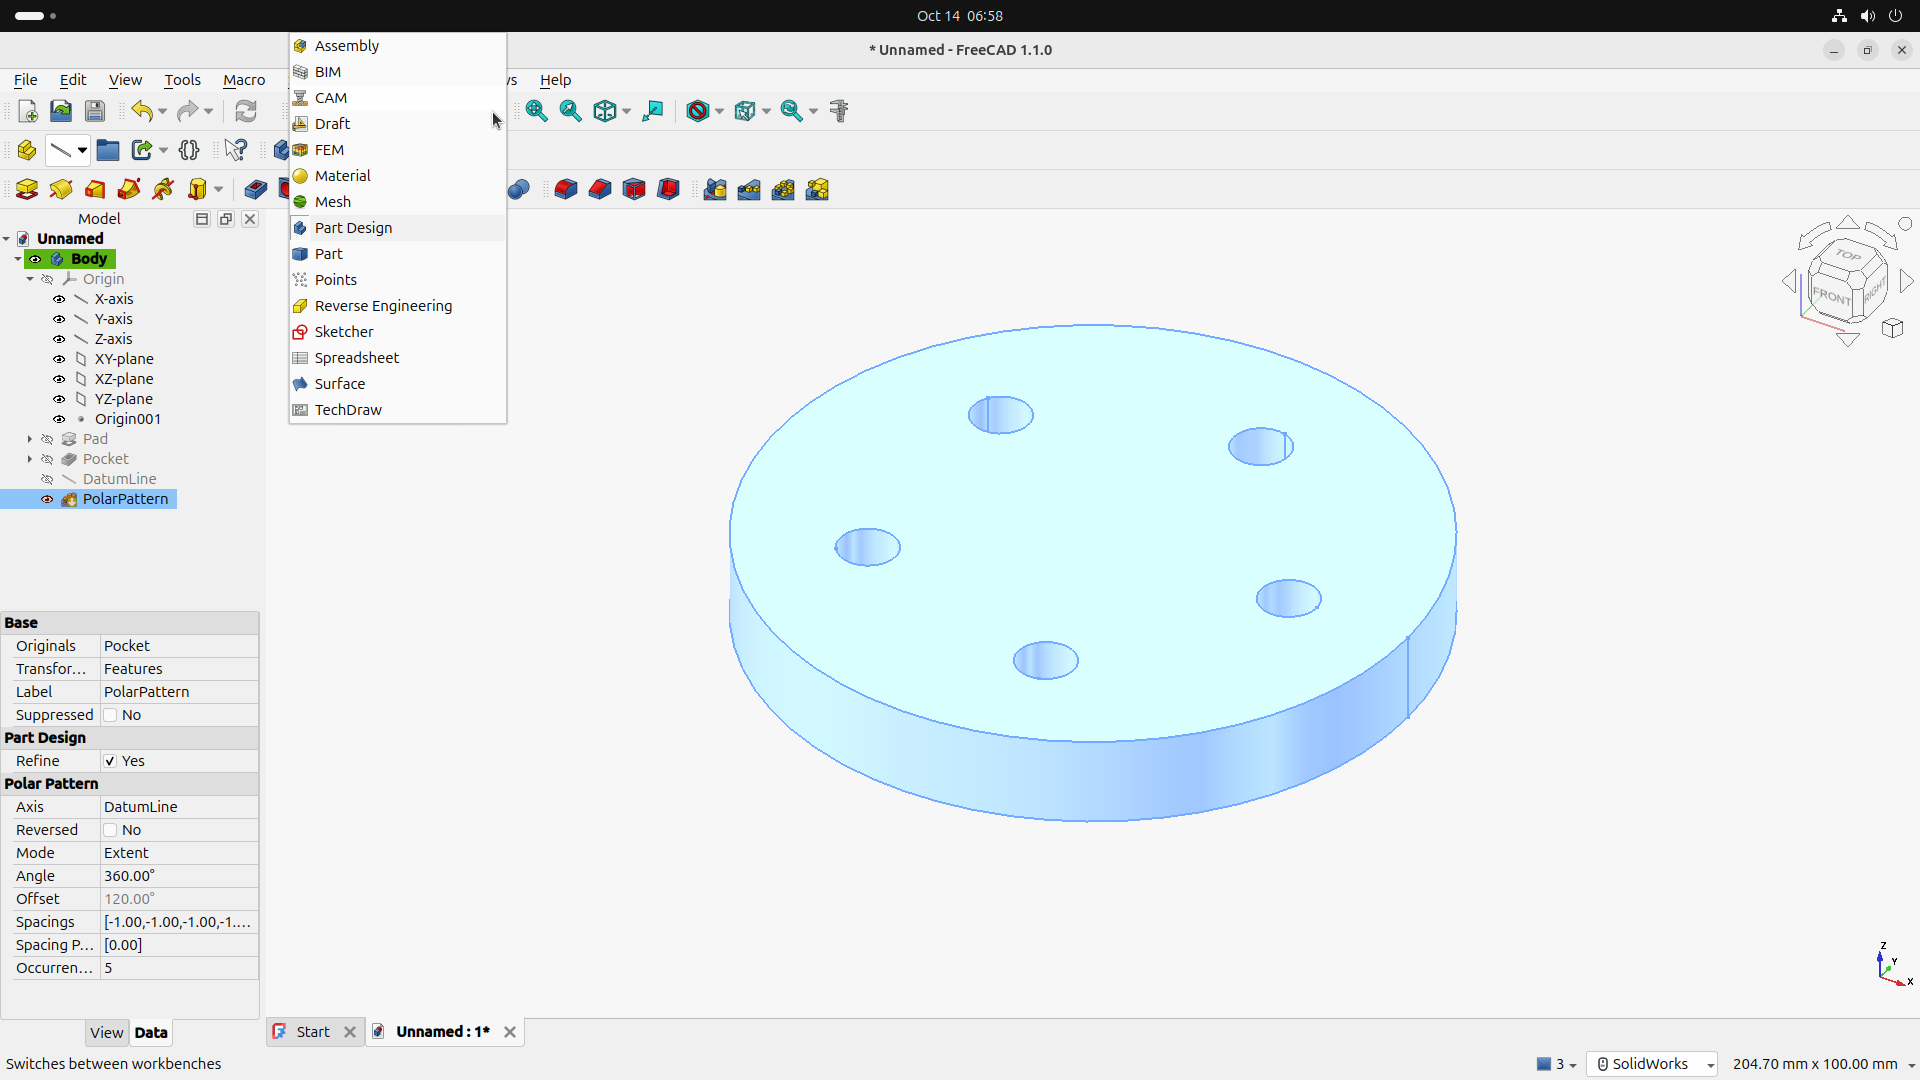 Oct 14 06:58
* Unnamed - FreeCAD 1.1.0
File Edit View Tools Macro
ws Help
Assembly
BIM
CAM
Draft
FEM
Material
Mesh
Part Design
Part
Points
Reverse Engineering
Sketcher
Spreadsheet
Surface
TechDraw
Model
Unnamed
Body
Origin
X-axis
Y-axis
Z-axis
XY-plane
XZ-plane
YZ-plane
Origin001
Pad
Pocket
DatumLine
PolarPattern
TOP
FRONT
RIGHT
Base
Originals Pocket
Transfor... Features
Label PolarPattern
Suppressed No
Part Design
Refine Yes
Polar Pattern
Axis DatumLine
Reversed No
Mode Extent
Angle 360.00°
Offset 120.00°
Spacings [-1.00,-1.00,-1.00,-1....
Spacing P... [0.00]
Occurren... 5
Z
Y
X
View Data
Start
Unnamed : 1*
Switches between workbenches
3
SolidWorks
204.70 mm x 100.00 mm